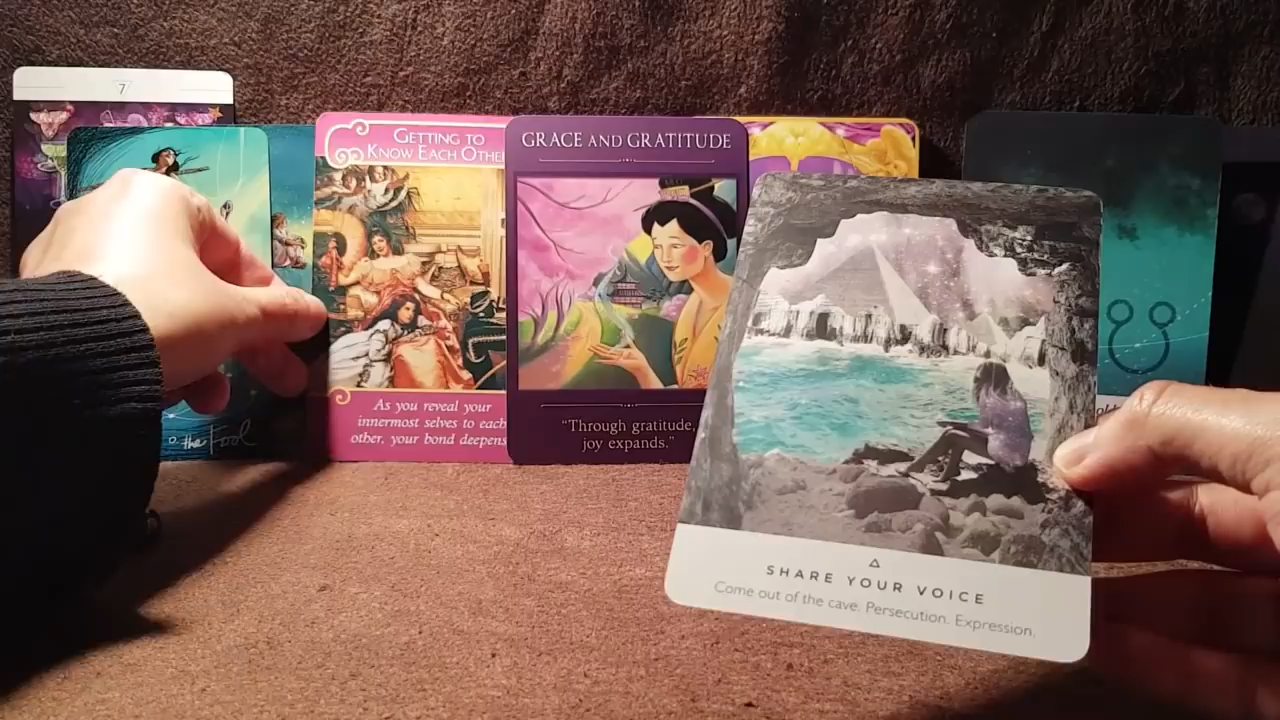 7
o. the Fool
GETTING TO
KNOW EACH OTHER
As you reveal your
innermost selves to each
other, your bond deepens
GRACE AND GRATITUDE
"Through gratitude,
joy expands."
SHARE YOUR VOICE
Come out of the cave. Persecution. Expression.